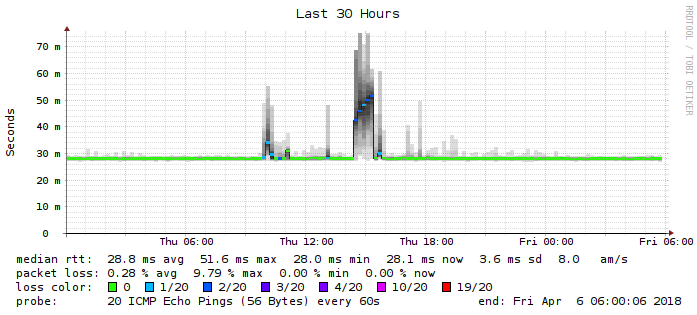 Last 30 Hours
RRDTOOL / TOBI OETIKER
Seconds
70 m
60 m
50 m
40 m
30 m
20 m
10 m
0
Thu 06:00 Thu 12:00 Thu 18:00 Fri 00:00 Fri 06:00
median rtt: 28.8 ms avg 51.6 ms max 28.0 ms min 28.1 ms now 3.6 ms sd 8.0 am/s
packet loss: 0.28 % avg 9.79 % max 0.00 % min 0.00 % now
loss color: 0 1/20 2/20 3/20 4/20 10/20 19/20
probe: 20 ICMP Echo Pings (56 Bytes) every 60s end: Fri Apr 6 06:00:06 2018